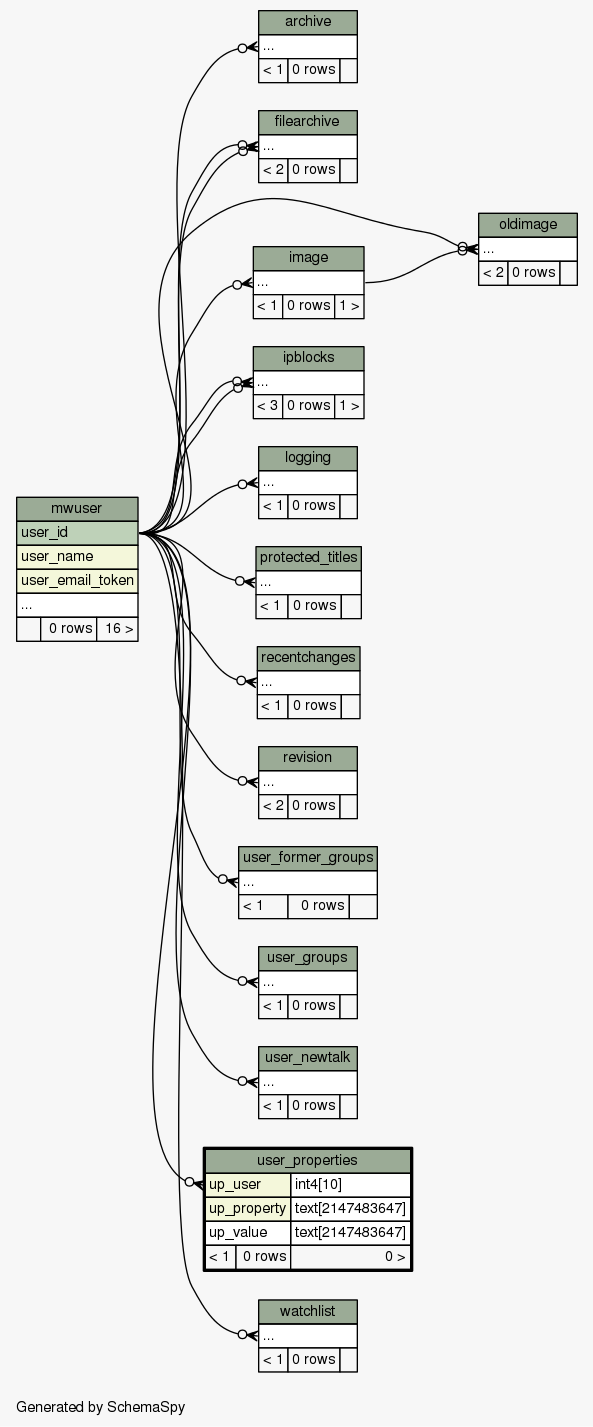 archive
...
< 1 0 rows
filearchive
...
< 2 0 rows
oldimage
...
< 2 0 rows
image
...
< 1 0 rows 1 >
ipblocks
...
< 3 0 rows 1 >
logging
...
< 1 0 rows
mwuser
user_id
user_name
user_email_token
...
0 rows 16 >
protected_titles
...
< 1 0 rows
recentchanges
...
< 1 0 rows
revision
...
< 2 0 rows
user_former_groups
...
< 1 0 rows
user_groups
...
< 1 0 rows
user_newtalk
...
< 1 0 rows
user_properties
up_user int4[10]
up_property text[2147483647]
up_value text[2147483647]
< 1 0 rows 0 >
watchlist
...
< 1 0 rows
Generated by SchemaSpy